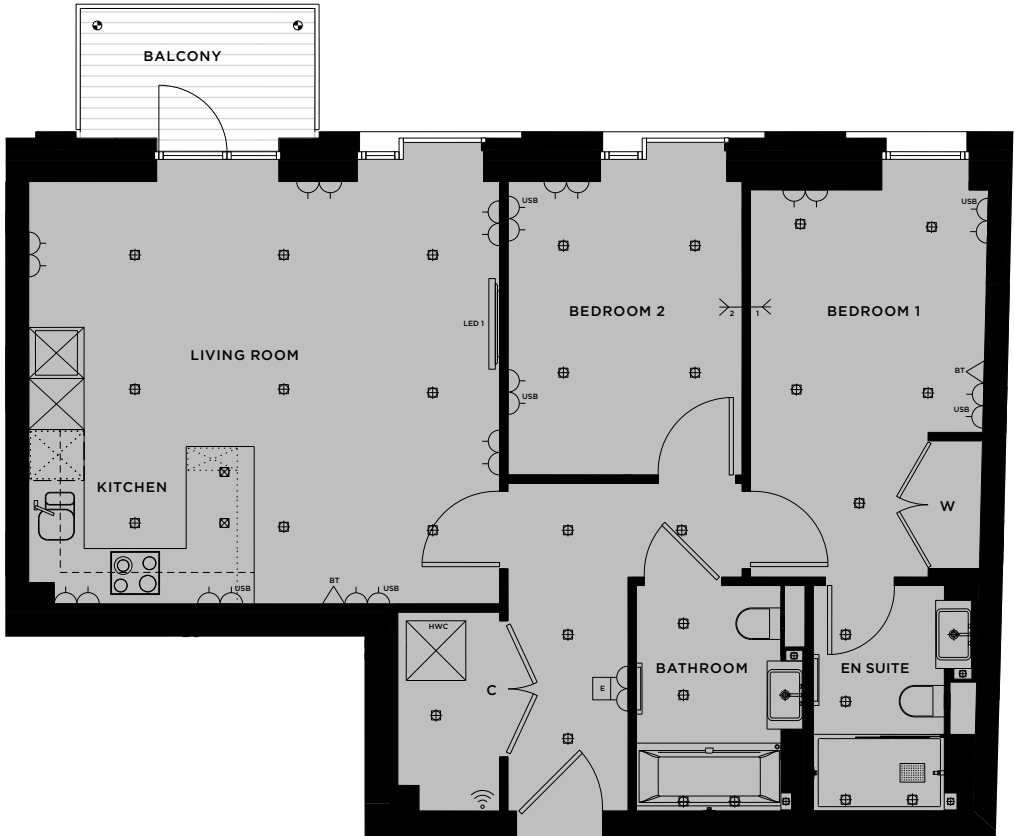 BALCONY
USB
USB
LED 1
BEDROOM 2
2
1
BEDROOM 1
LIVING ROOM
BT
USB
USB
KITCHEN
W
BT
USB
USB
HWC
C
E
BATHROOM
EN SUITE